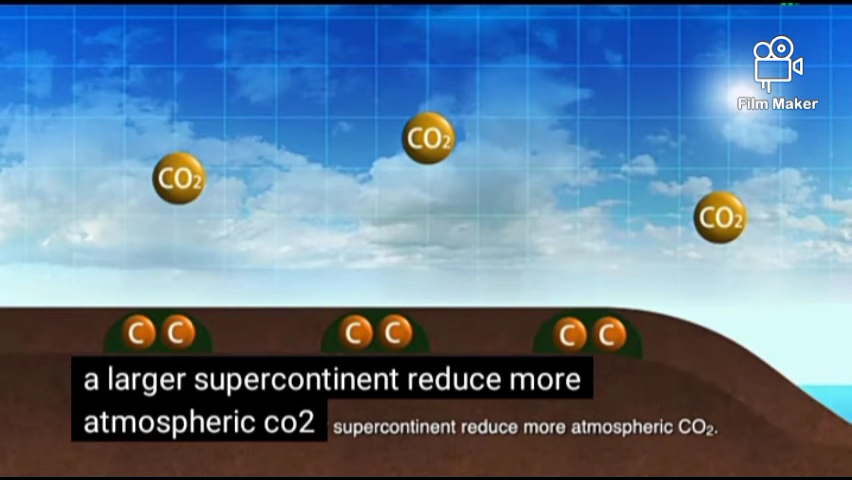 Film Maker
CO₂
CO₂
CO₂
C C
C C
C C
a larger supercontinent reduce more
atmospheric co2
supercontinent reduce more atmospheric CO₂.